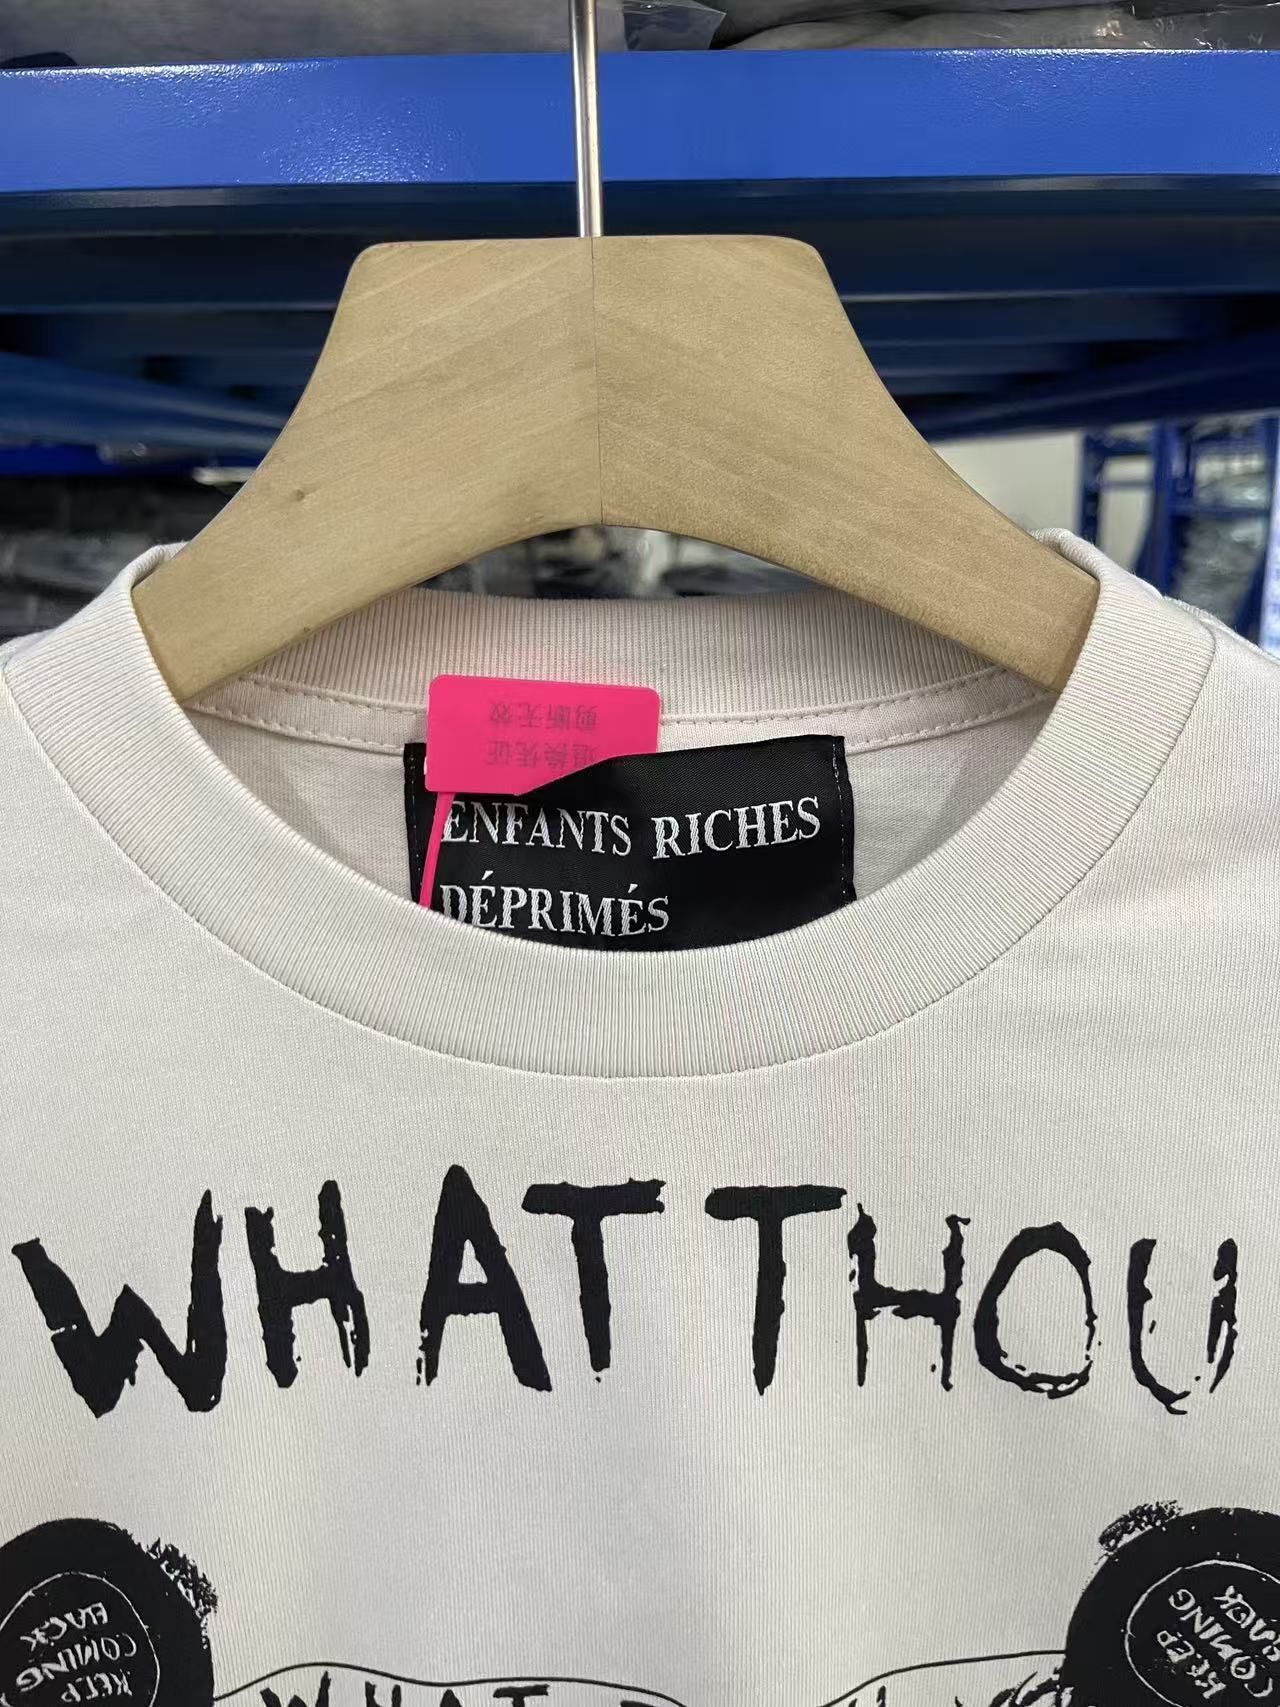 剪断无效
退换凭证
ENFANTS RICHES
DÉPRIMÉS
WHAT THOU
KEEP
COMING
BACK
KEEP
COMING
BACK
WHAT